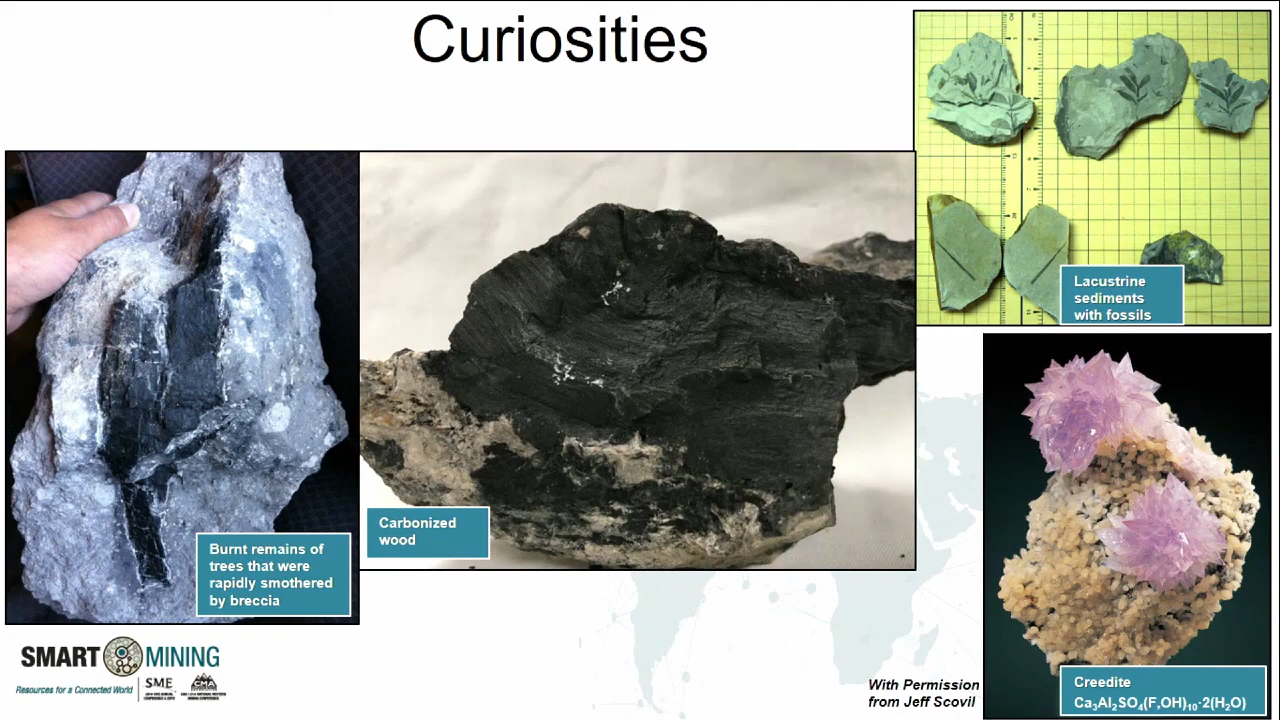 Curiosities
Lacustrine
sediments
with fossils
Carbonized
wood
Burnt remains of
trees that were
rapidly smothered
by breccia
SMART MINING
Resources for a Connected World
SME
CMA
With Permission
from Jeff Scovil
Creedite
Ca₃Al₂SO₄(F,OH)₁₀·2(H₂O)